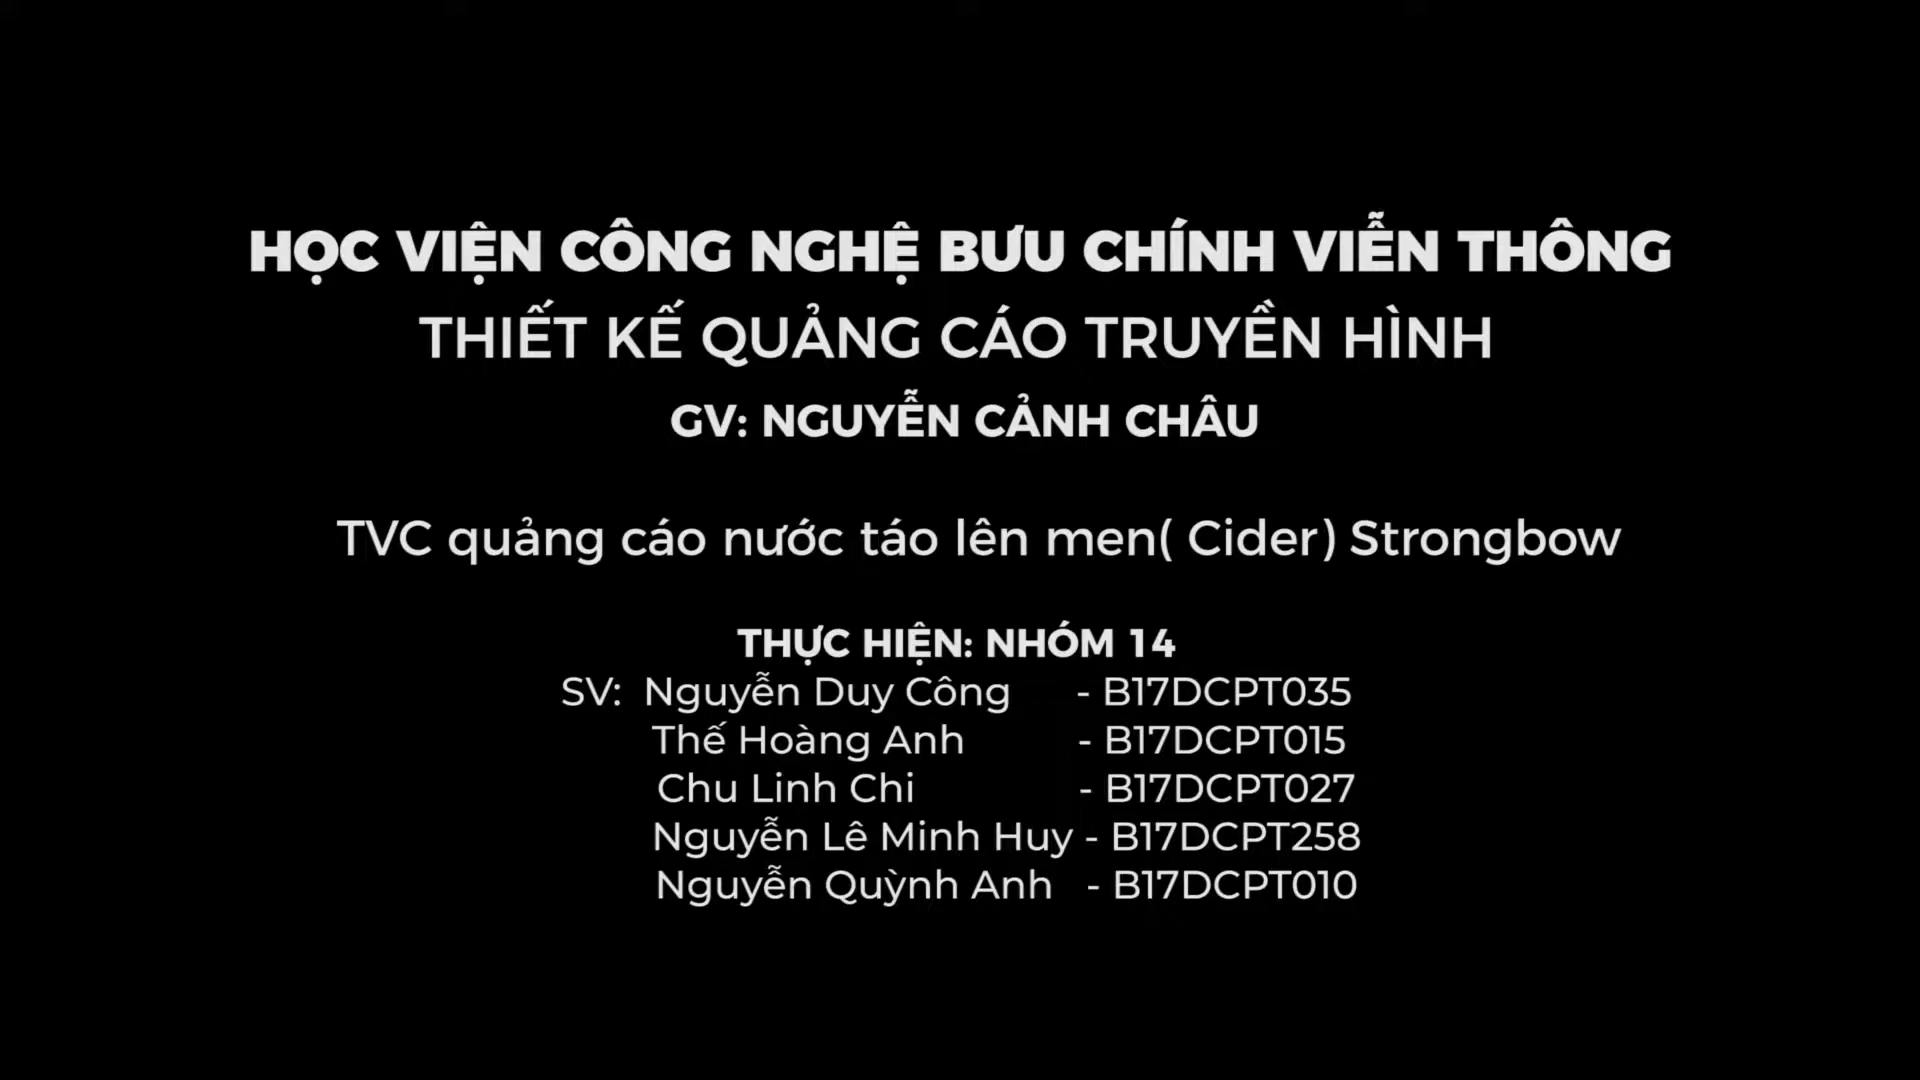 HỌC VIỆN CÔNG NGHỆ BƯU CHÍNH VIỄN THÔNG
THIẾT KẾ QUẢNG CÁO TRUYỀN HÌNH
GV: NGUYỄN CẢNH CHÂU
TVC quảng cáo nước táo lên men( Cider) Strongbow
THỰC HIỆN: NHÓM 14
SV: Nguyễn Duy Công - B17DCPT035
Thế Hoàng Anh - B17DCPT015
Chu Linh Chi - B17DCPT027
Nguyễn Lê Minh Huy - B17DCPT258
Nguyễn Quỳnh Anh - B17DCPT010